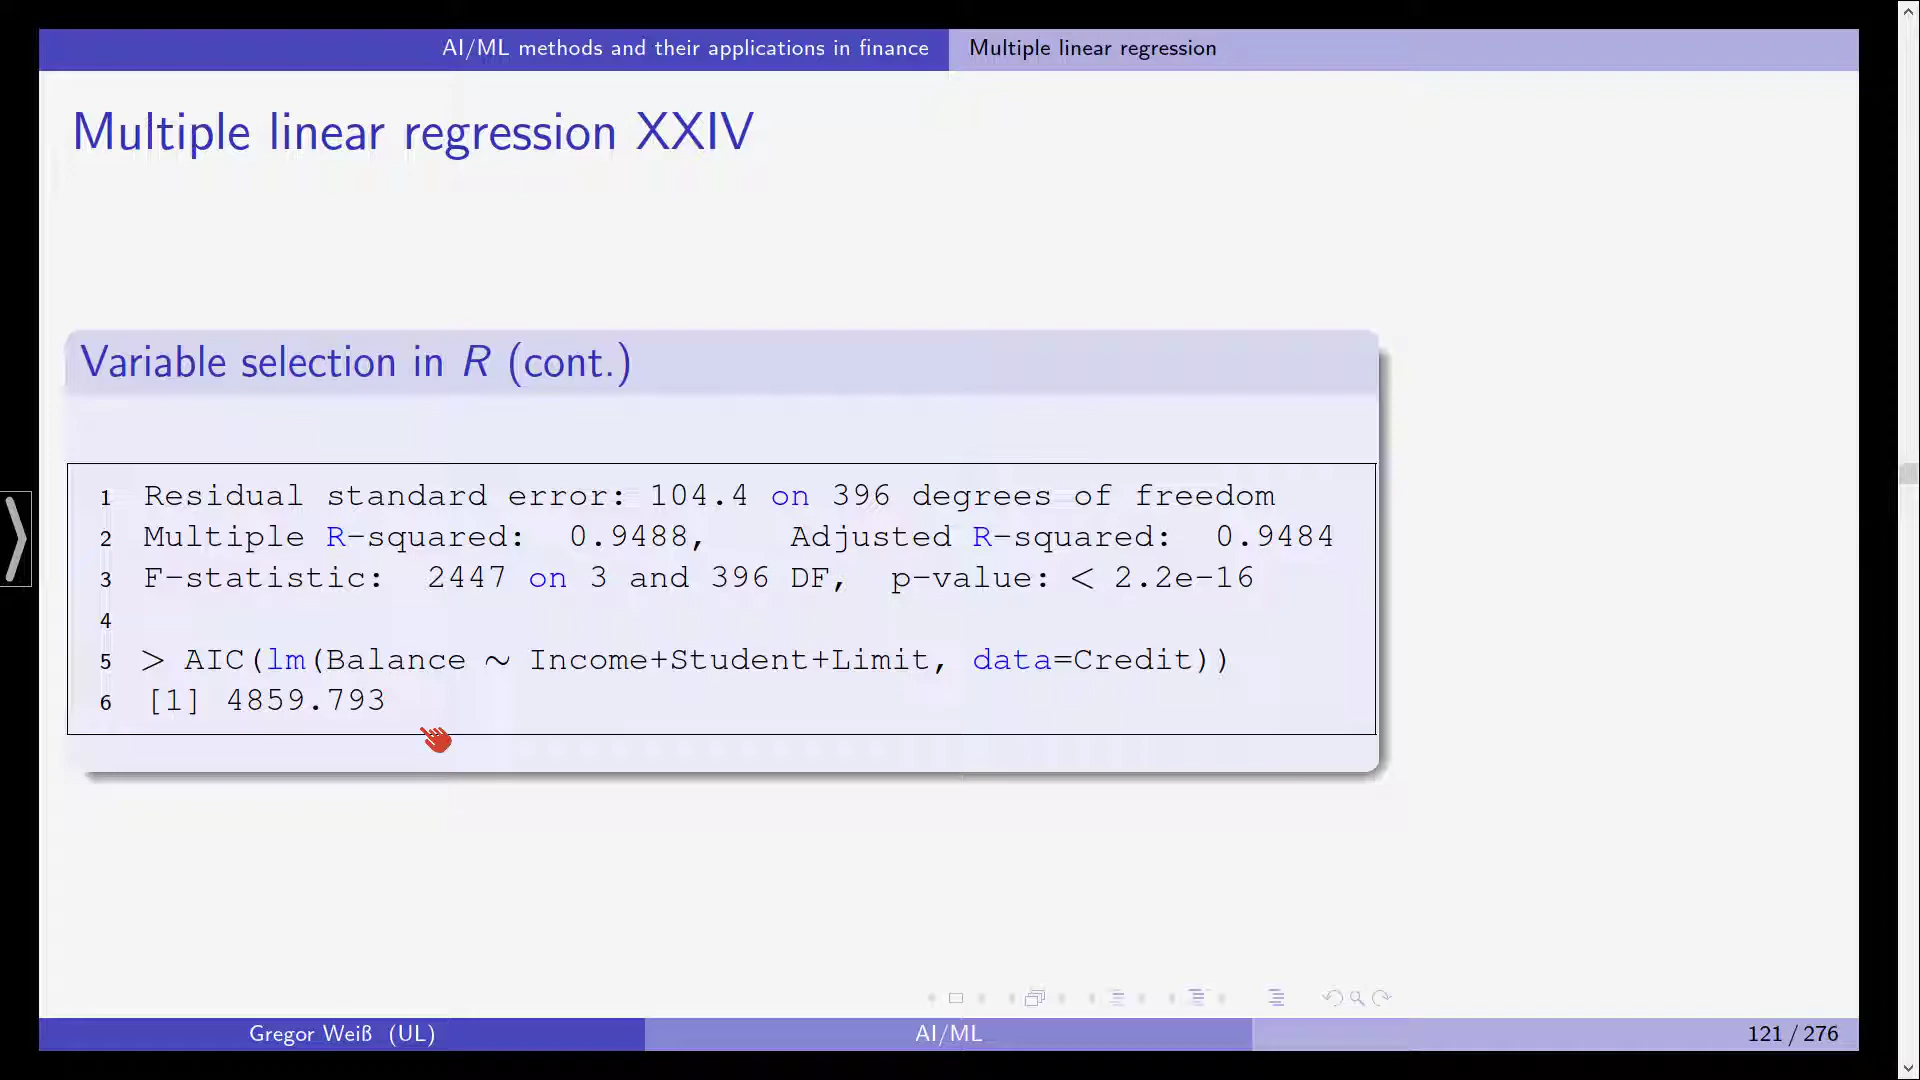 AI/ML methods and their applications in finance Multiple linear regression
Multiple linear regression XXIV
Variable selection in R (cont.)
1 Residual standard error: 104.4 on 396 degrees of freedom
2 Multiple R-squared: 0.9488, Adjusted R-squared: 0.9484
3 F-statistic: 2447 on 3 and 396 DF, p-value: < 2.2e-16
4
5 > AIC(lm(Balance ~ Income+Student+Limit, data=Credit))
6 [1] 4859.793
Gregor Weiß (UL) AI/ML 121 / 276